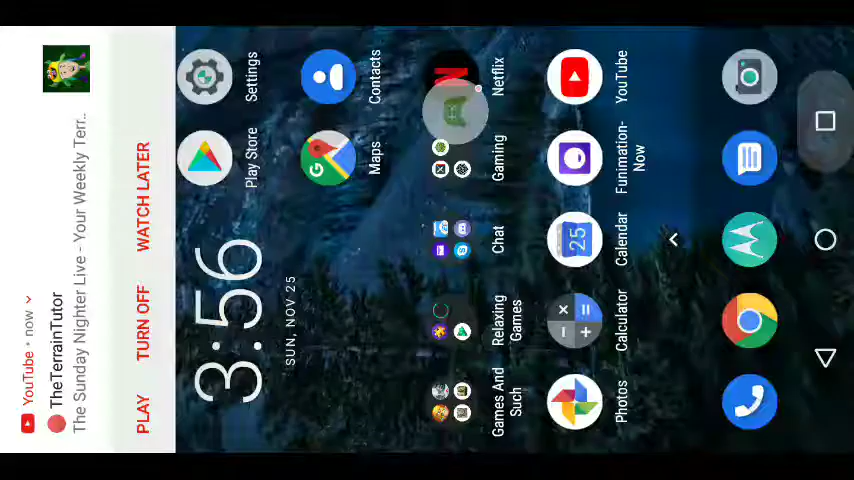 YouTube • now
TheTerrainTutor
The Sunday Nighter Live - Your Weekly Terr..
PLAY
TURN OFF
WATCH LATER
3:56
SUN, NOV 25
Play Store
Settings
Maps
Contacts
Games And Such
Relaxing Games
Chat
Gaming
Netflix
Photos
Calculator
25
Calendar
Funimation-Now
YouTube